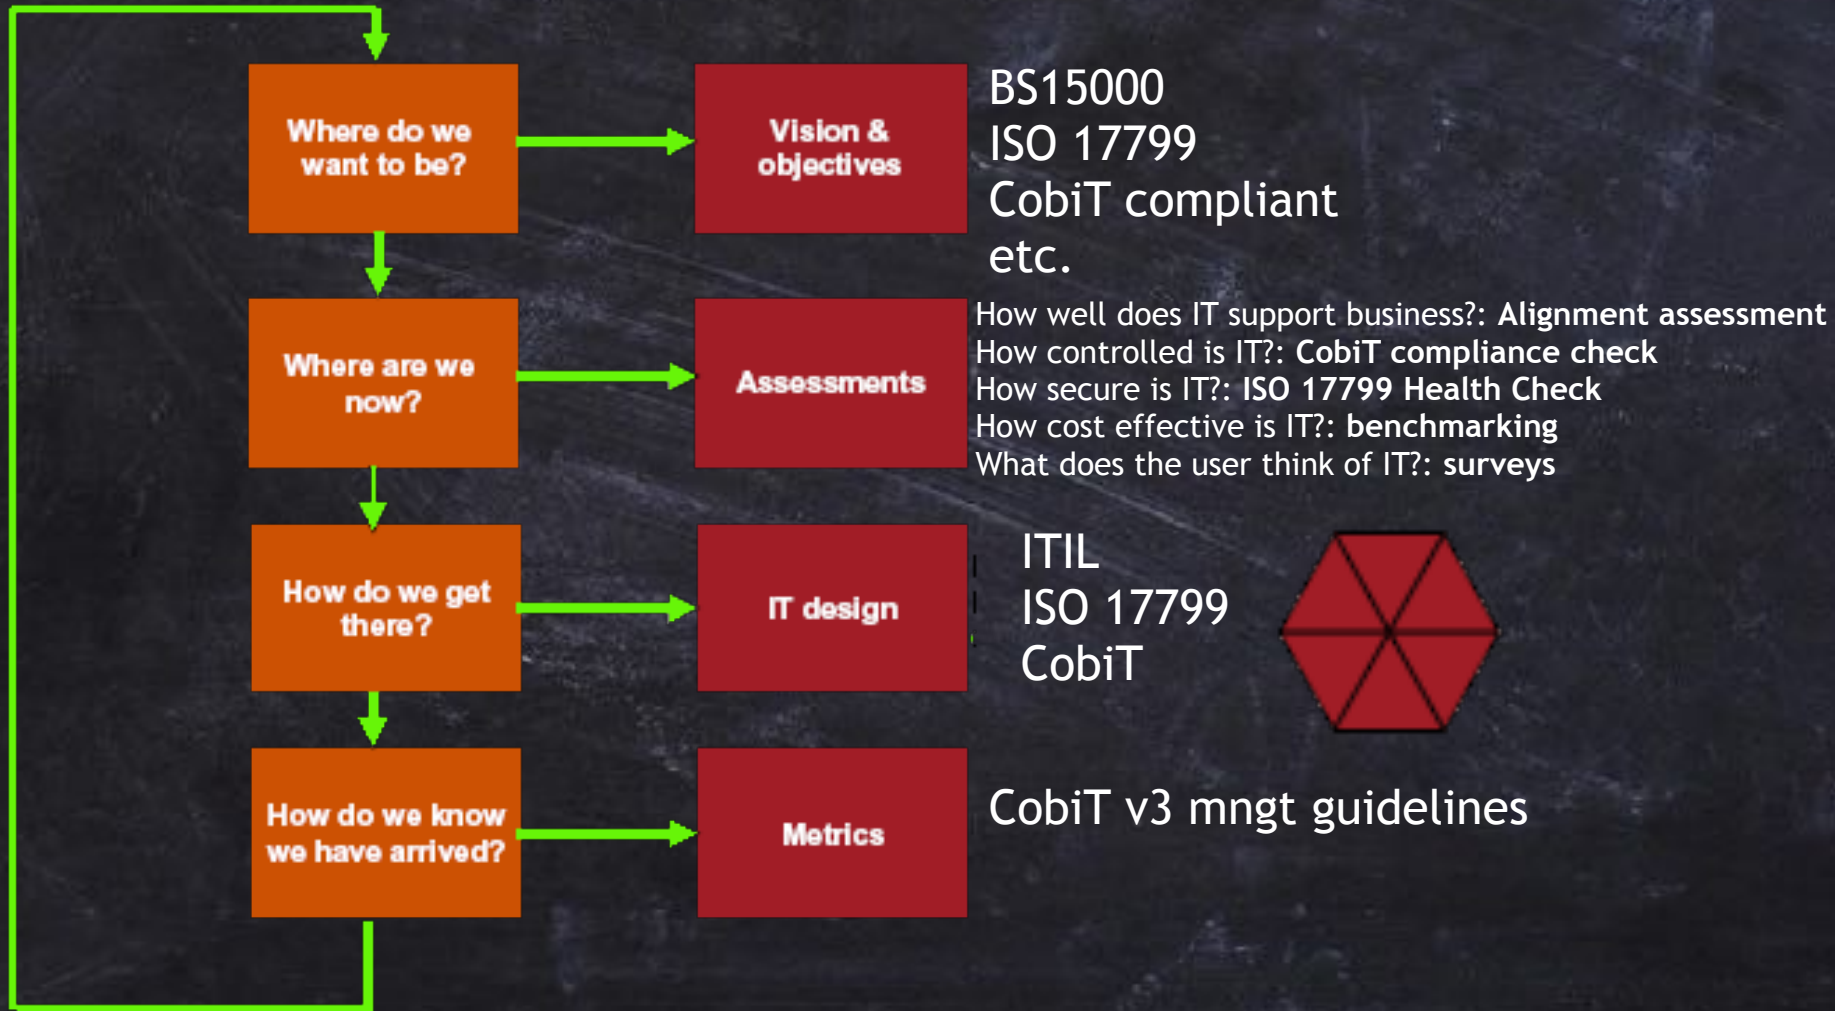 Where do we
want to be?
Vision &
objectives
BS15000
ISO 17799
CobiT compliant
etc.
Where are we
now?
Assessments
How well does IT support business?: Alignment assessment
How controlled is IT?: CobiT compliance check
How secure is IT?: ISO 17799 Health Check
How cost effective is IT?: benchmarking
What does the user think of IT?: surveys
How do we get
there?
IT design
ITIL
ISO 17799
CobiT
How do we know
we have arrived?
Metrics
CobiT v3 mngt guidelines